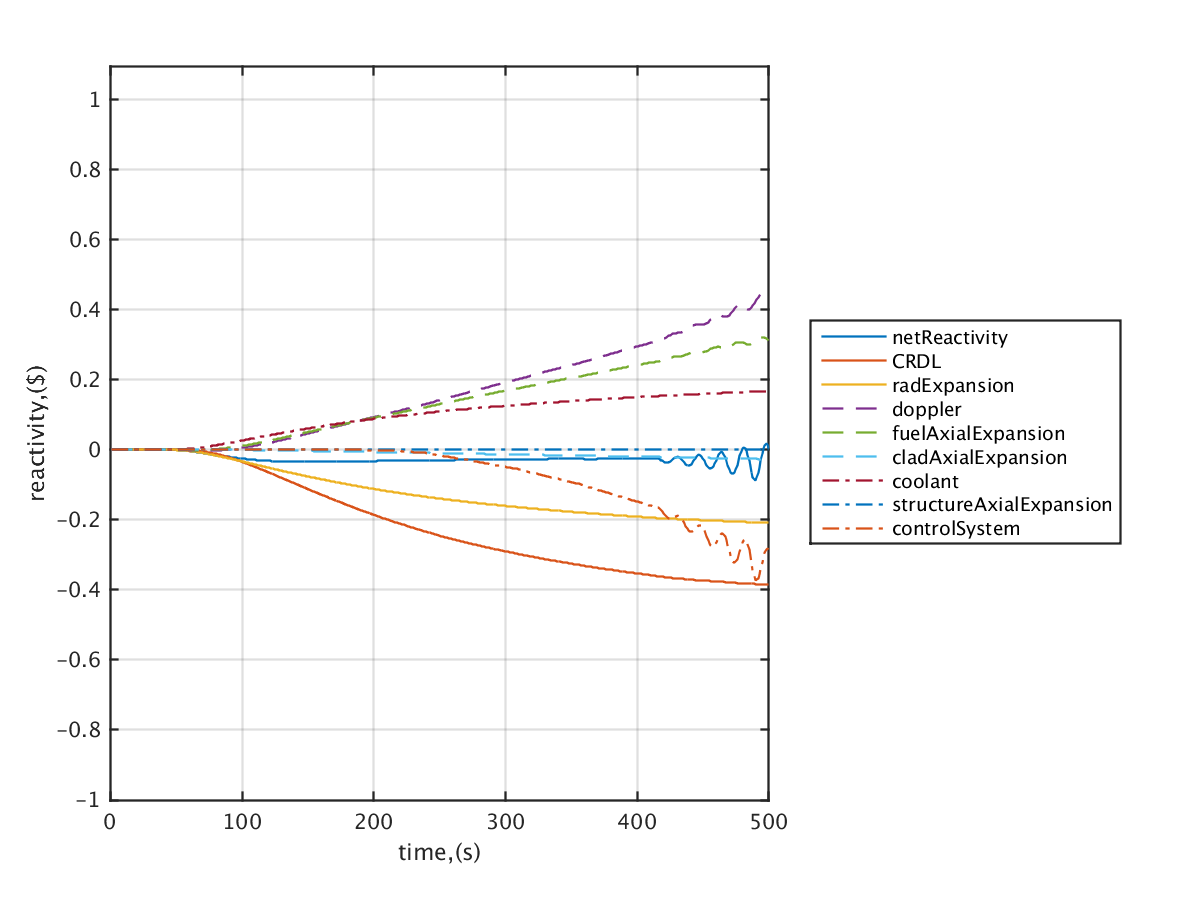 1
0.8
0.6
0.4
0.2
0
−0.2
−0.4
−0.6
−0.8
−1
0 100 200 300 400 500
time,(s)
reactivity,($)
netReactivity
CRDL
radExpansion
doppler
fuelAxialExpansion
cladAxialExpansion
coolant
structureAxialExpansion
controlSystem